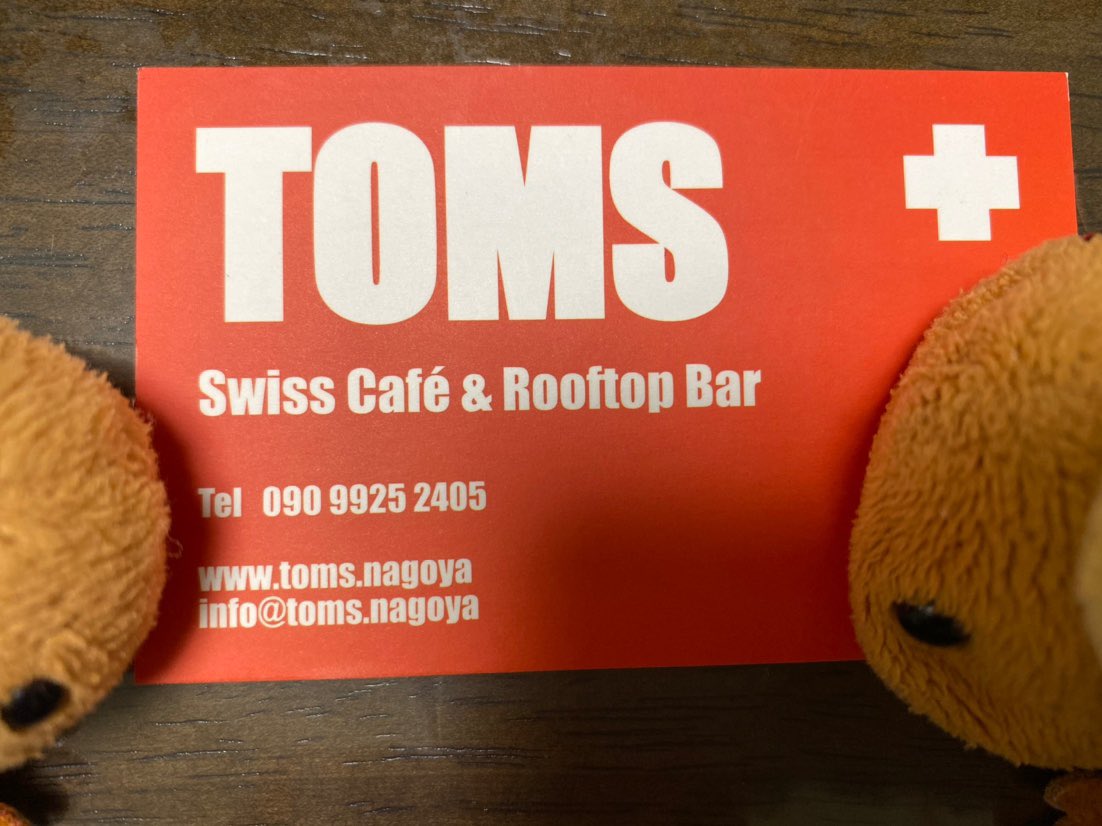 TOMS
Swiss Café & Rooftop Bar
Tel 090 9925 2405
www.toms.nagoya
info@toms.nagoya